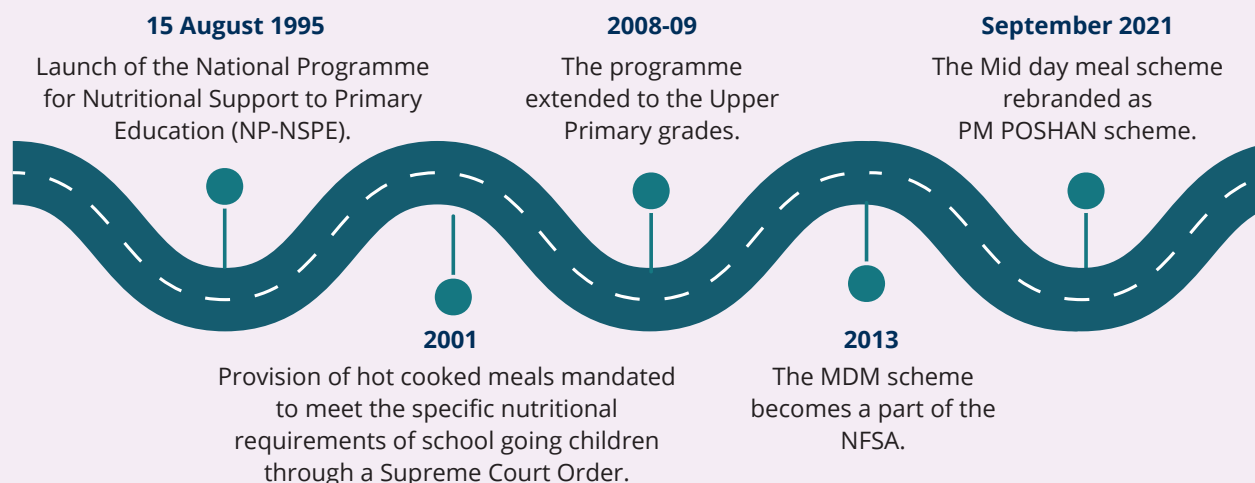 15 August 1995
Launch of the National Programme
for Nutritional Support to Primary
Education (NP-NSPE).
2001
Provision of hot cooked meals mandated
to meet the specific nutritional
requirements of school going children
through a Supreme Court Order.
2008-09
The programme
extended to the Upper
Primary grades.
2013
The MDM scheme
becomes a part of the
NFSA.
September 2021
The Mid day meal scheme
rebranded as
PM POSHAN scheme.